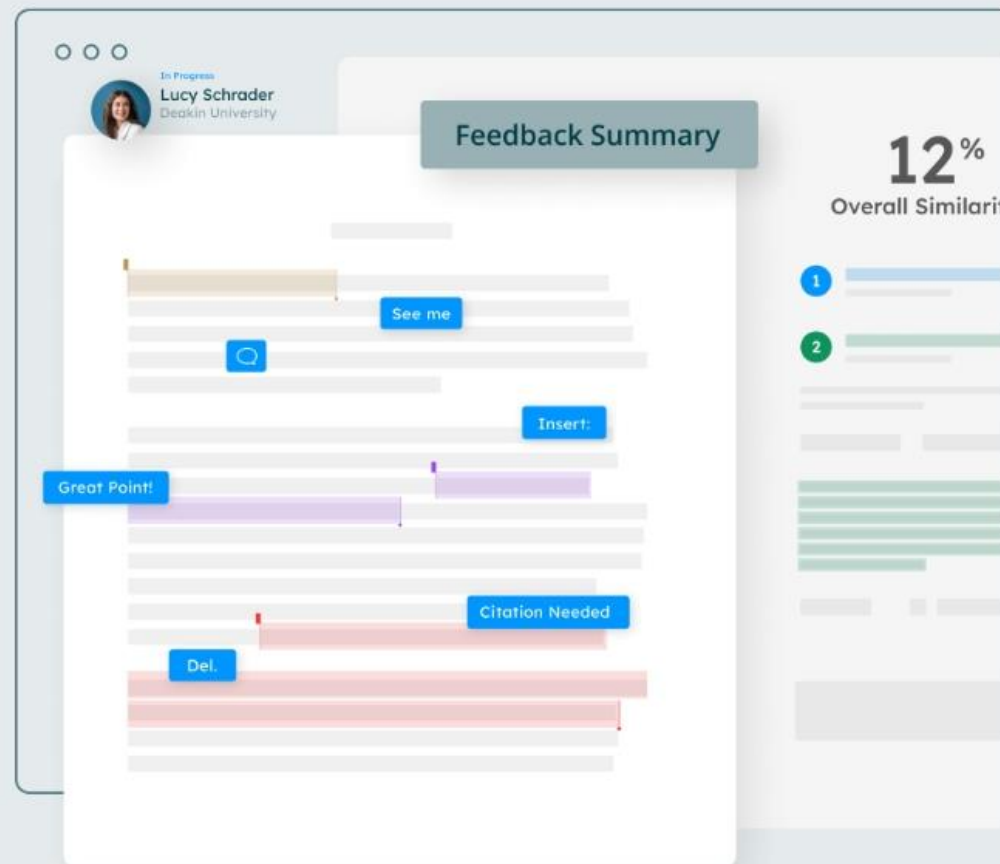 In Progress
Lucy Schrader
Deakin University
Feedback Summary
12%
Overall Similari
1
2
See me
Insert:
Great Point!
Citation Needed
Del.